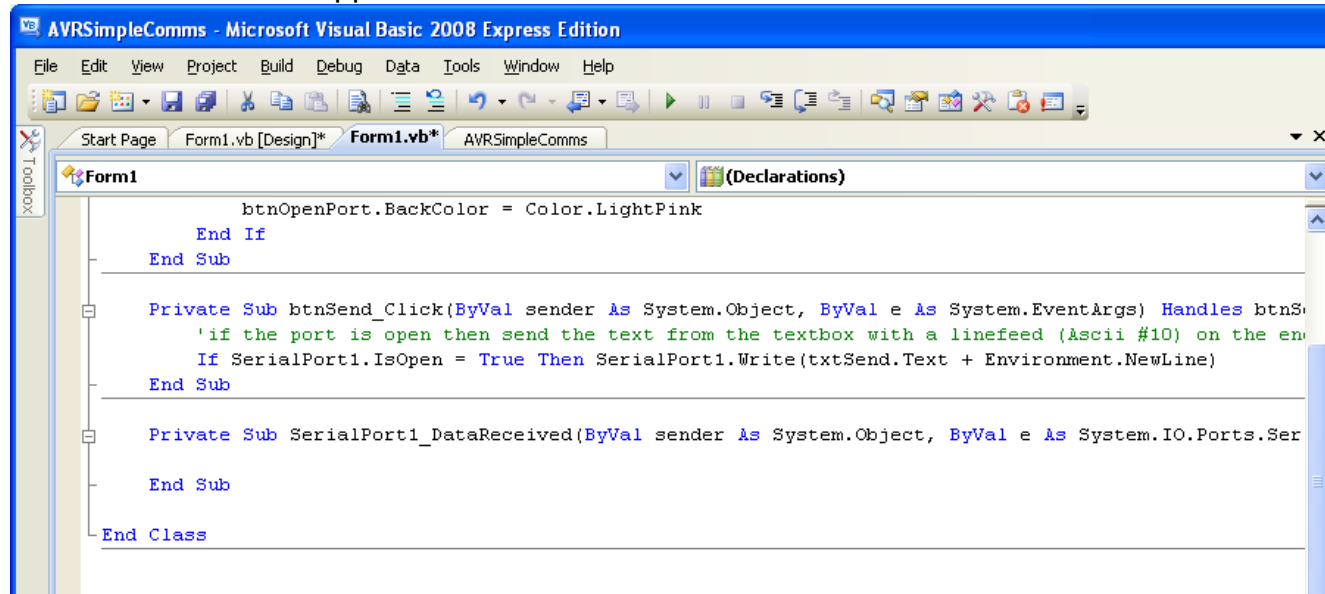 AVRSimpleComms - Microsoft Visual Basic 2008 Express Edition
File Edit View Project Build Debug Data Tools Window Help
Start Page Form1.vb [Design]* Form1.vb* AVRSimpleComms
Toolbox
Form1 (Declarations)
btnOpenPort.BackColor = Color.LightPink
End If
End Sub
Private Sub btnSend_Click(ByVal sender As System.Object, ByVal e As System.EventArgs) Handles btnS
'if the port is open then send the text from the textbox with a linefeed (Ascii #10) on the en
If SerialPort1.IsOpen = True Then SerialPort1.Write(txtSend.Text + Environment.NewLine)
End Sub
Private Sub SerialPort1_DataReceived(ByVal sender As System.Object, ByVal e As System.IO.Ports.Ser
End Sub
End Class